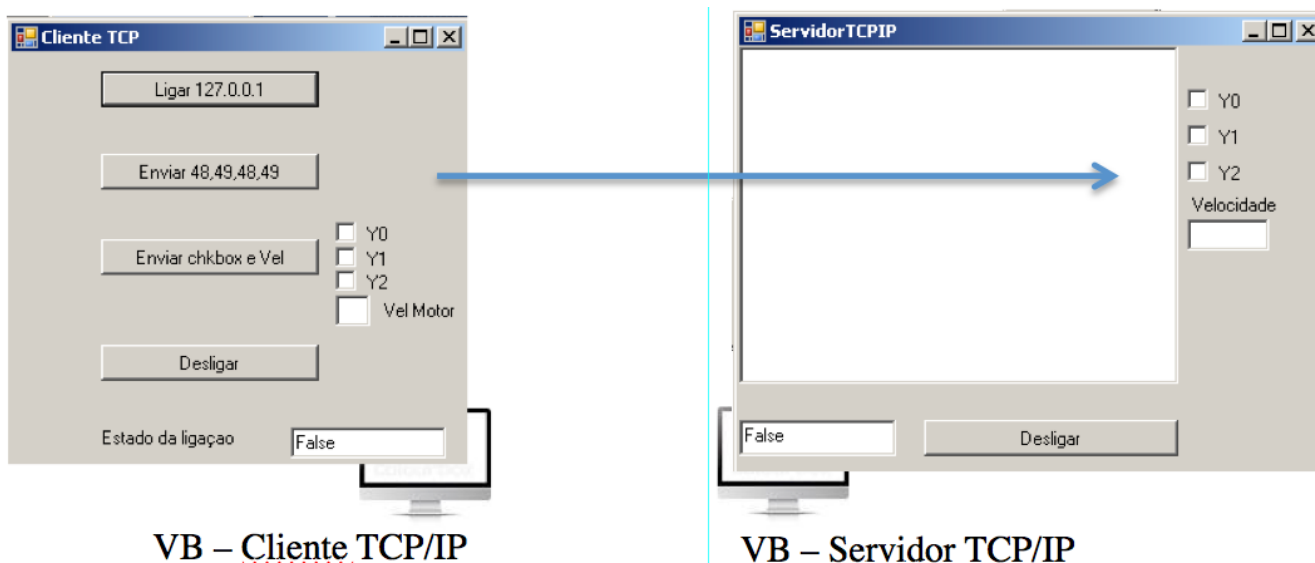 Cliente TCP
Ligar 127.0.0.1
Enviar 48,49,48,49
Enviar chkbox e Vel
Y0
Y1
Y2
Vel Motor
Desligar
Estado da ligaçao
False
VB – Cliente TCP/IP
ServidorTCPIP
Y0
Y1
Y2
Velocidade
False
Desligar
VB – Servidor TCP/IP